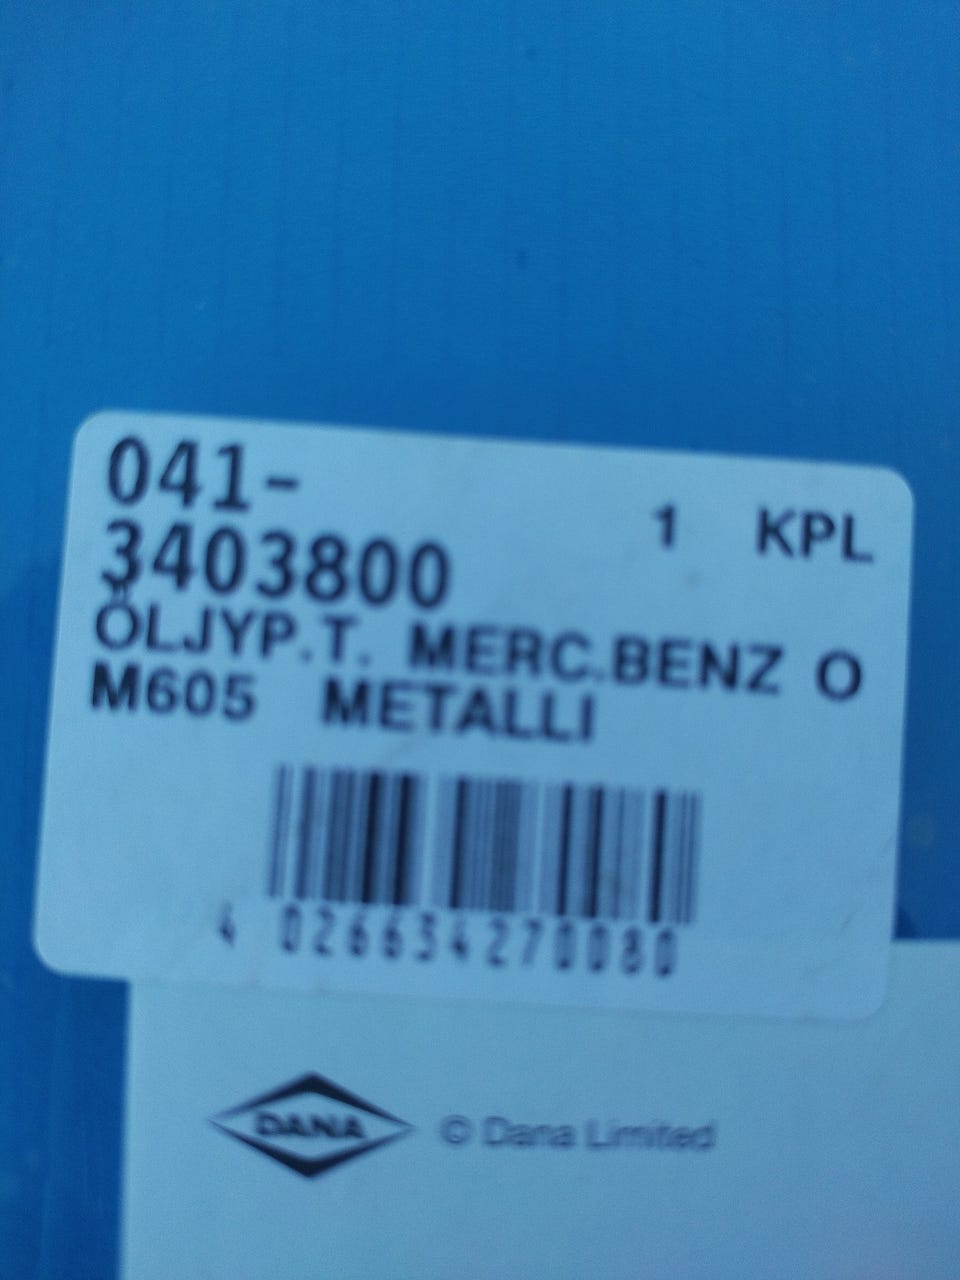 041-
3403800
1 KPL
ÖLJYP.T. MERC.BENZ O
M605 METALLI
4 026634270080
DANA
© Dana Limited